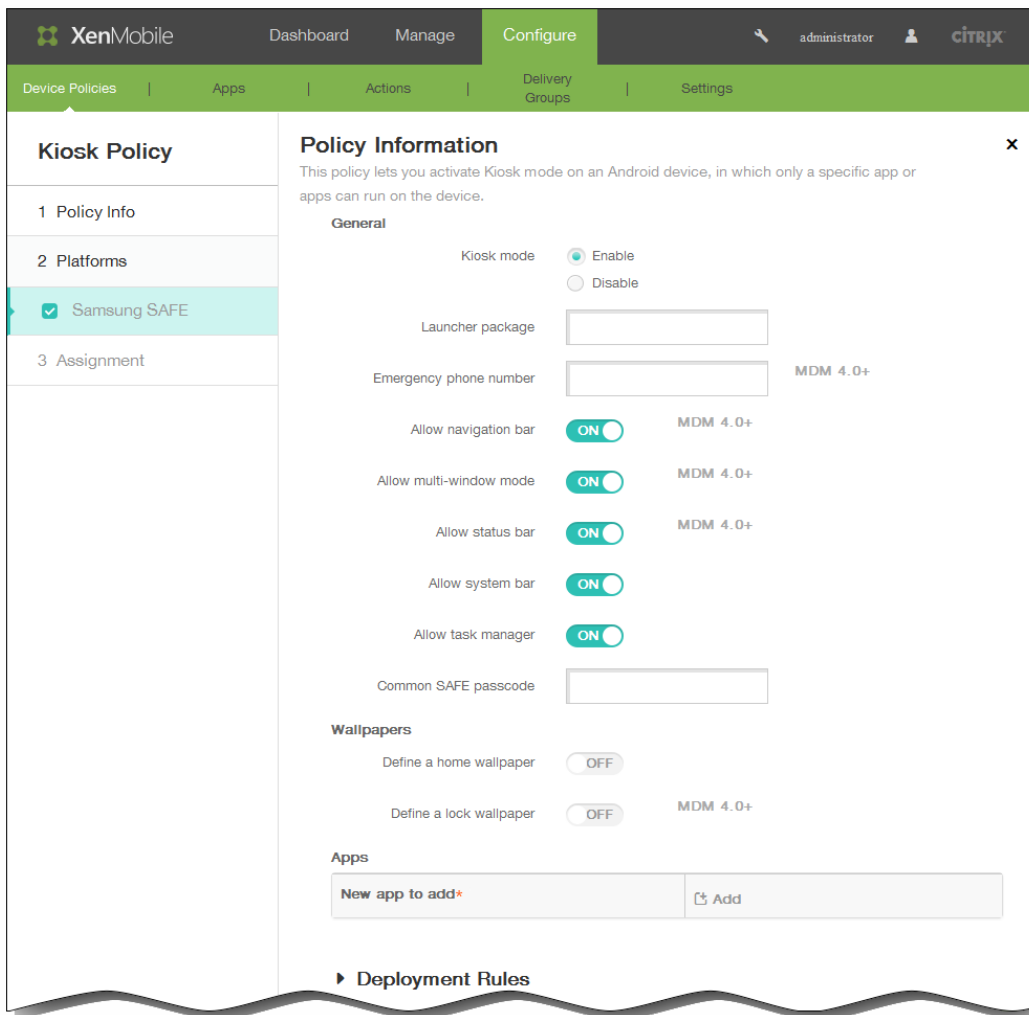 XenMobile Dashboard Manage Configure administrator CİTRIX
Device Policies | Apps | Actions | Delivery Groups | Settings
Kiosk Policy
1 Policy Info
2 Platforms
Samsung SAFE
3 Assignment
Policy Information
This policy lets you activate Kiosk mode on an Android device, in which only a specific app or
apps can run on the device.
General
Kiosk mode Enable
Disable
Launcher package
Emergency phone number MDM 4.0+
Allow navigation bar ON MDM 4.0+
Allow multi-window mode ON MDM 4.0+
Allow status bar ON MDM 4.0+
Allow system bar ON
Allow task manager ON
Common SAFE passcode
Wallpapers
Define a home wallpaper OFF
Define a lock wallpaper OFF MDM 4.0+
Apps
New app to add* Add
Deployment Rules